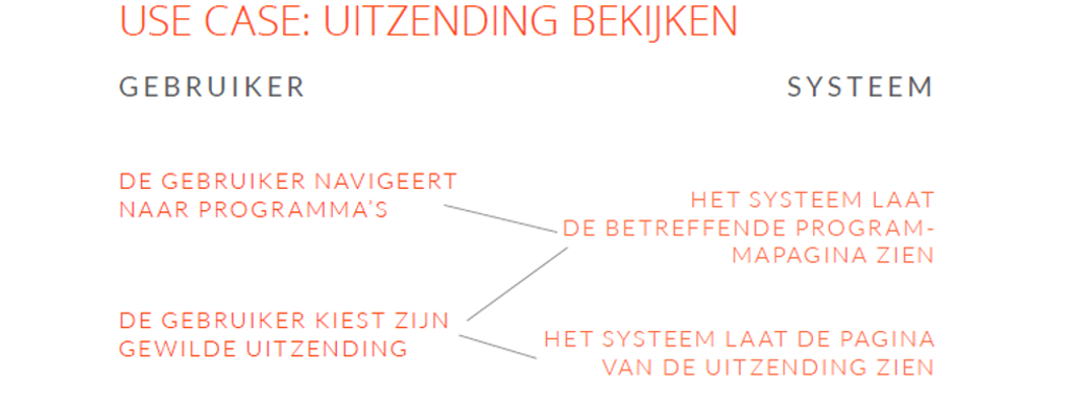 USE CASE: UITZENDING BEKIJKEN
GEBRUIKER
SYSTEEM
DE GEBRUIKER NAVIGEERT
NAAR PROGRAMMA'S
HET SYSTEEM LAAT
DE BETREFFENDE PROGRAM-
MAPAGINA ZIEN
DE GEBRUIKER KIEST ZIJN
GEWILDE UITZENDING
HET SYSTEEM LAAT DE PAGINA
VAN DE UITZENDING ZIEN